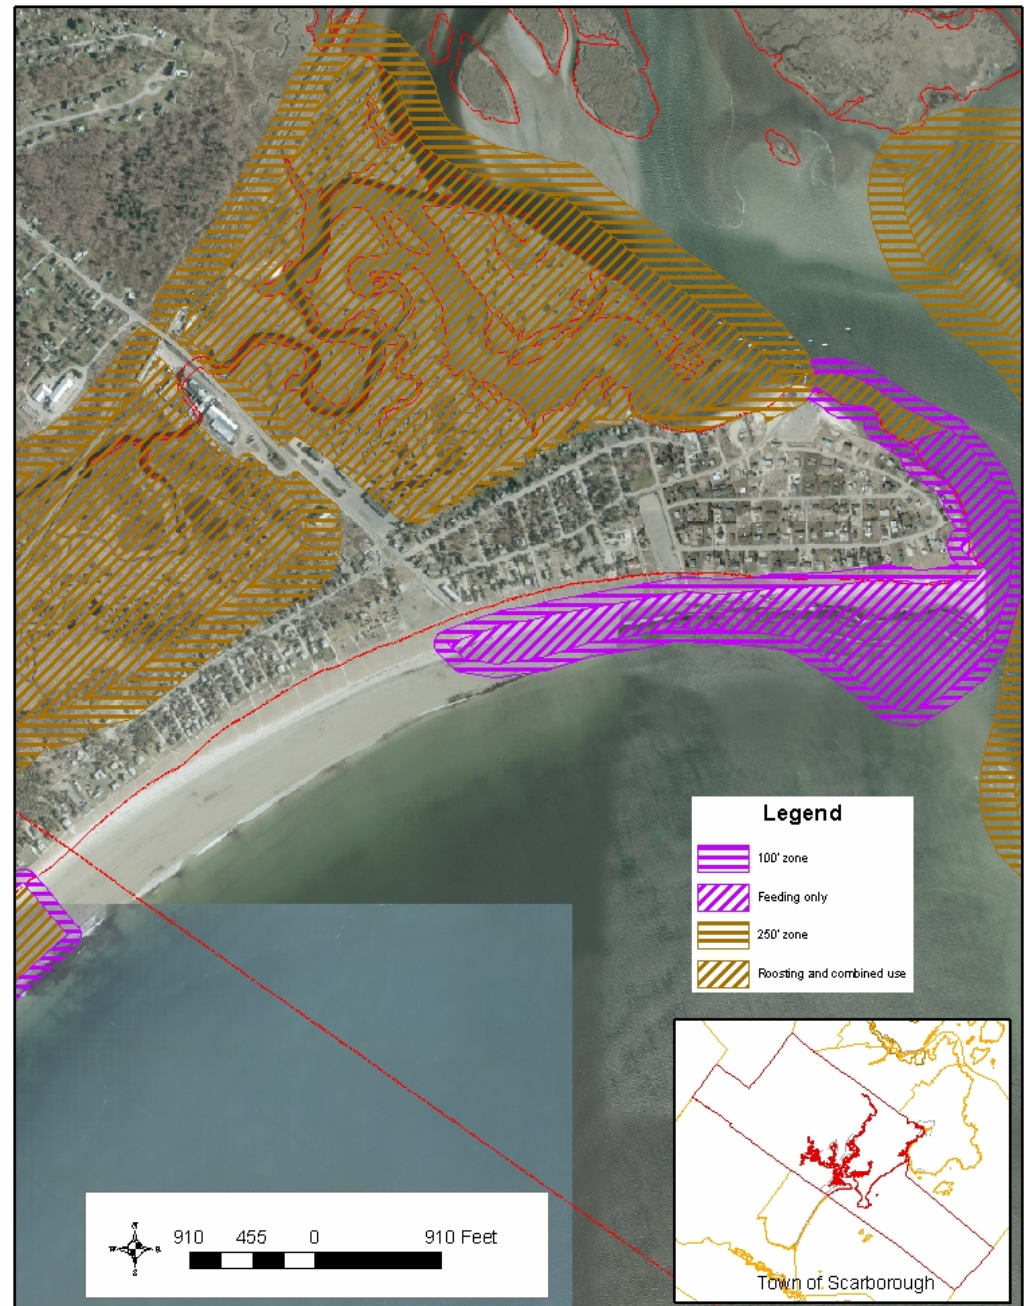 Legend
100' zone
Feeding only
250' zone
Roosting and combined use
N
W E
S
910 455 0 910 Feet
Town of Scarborough